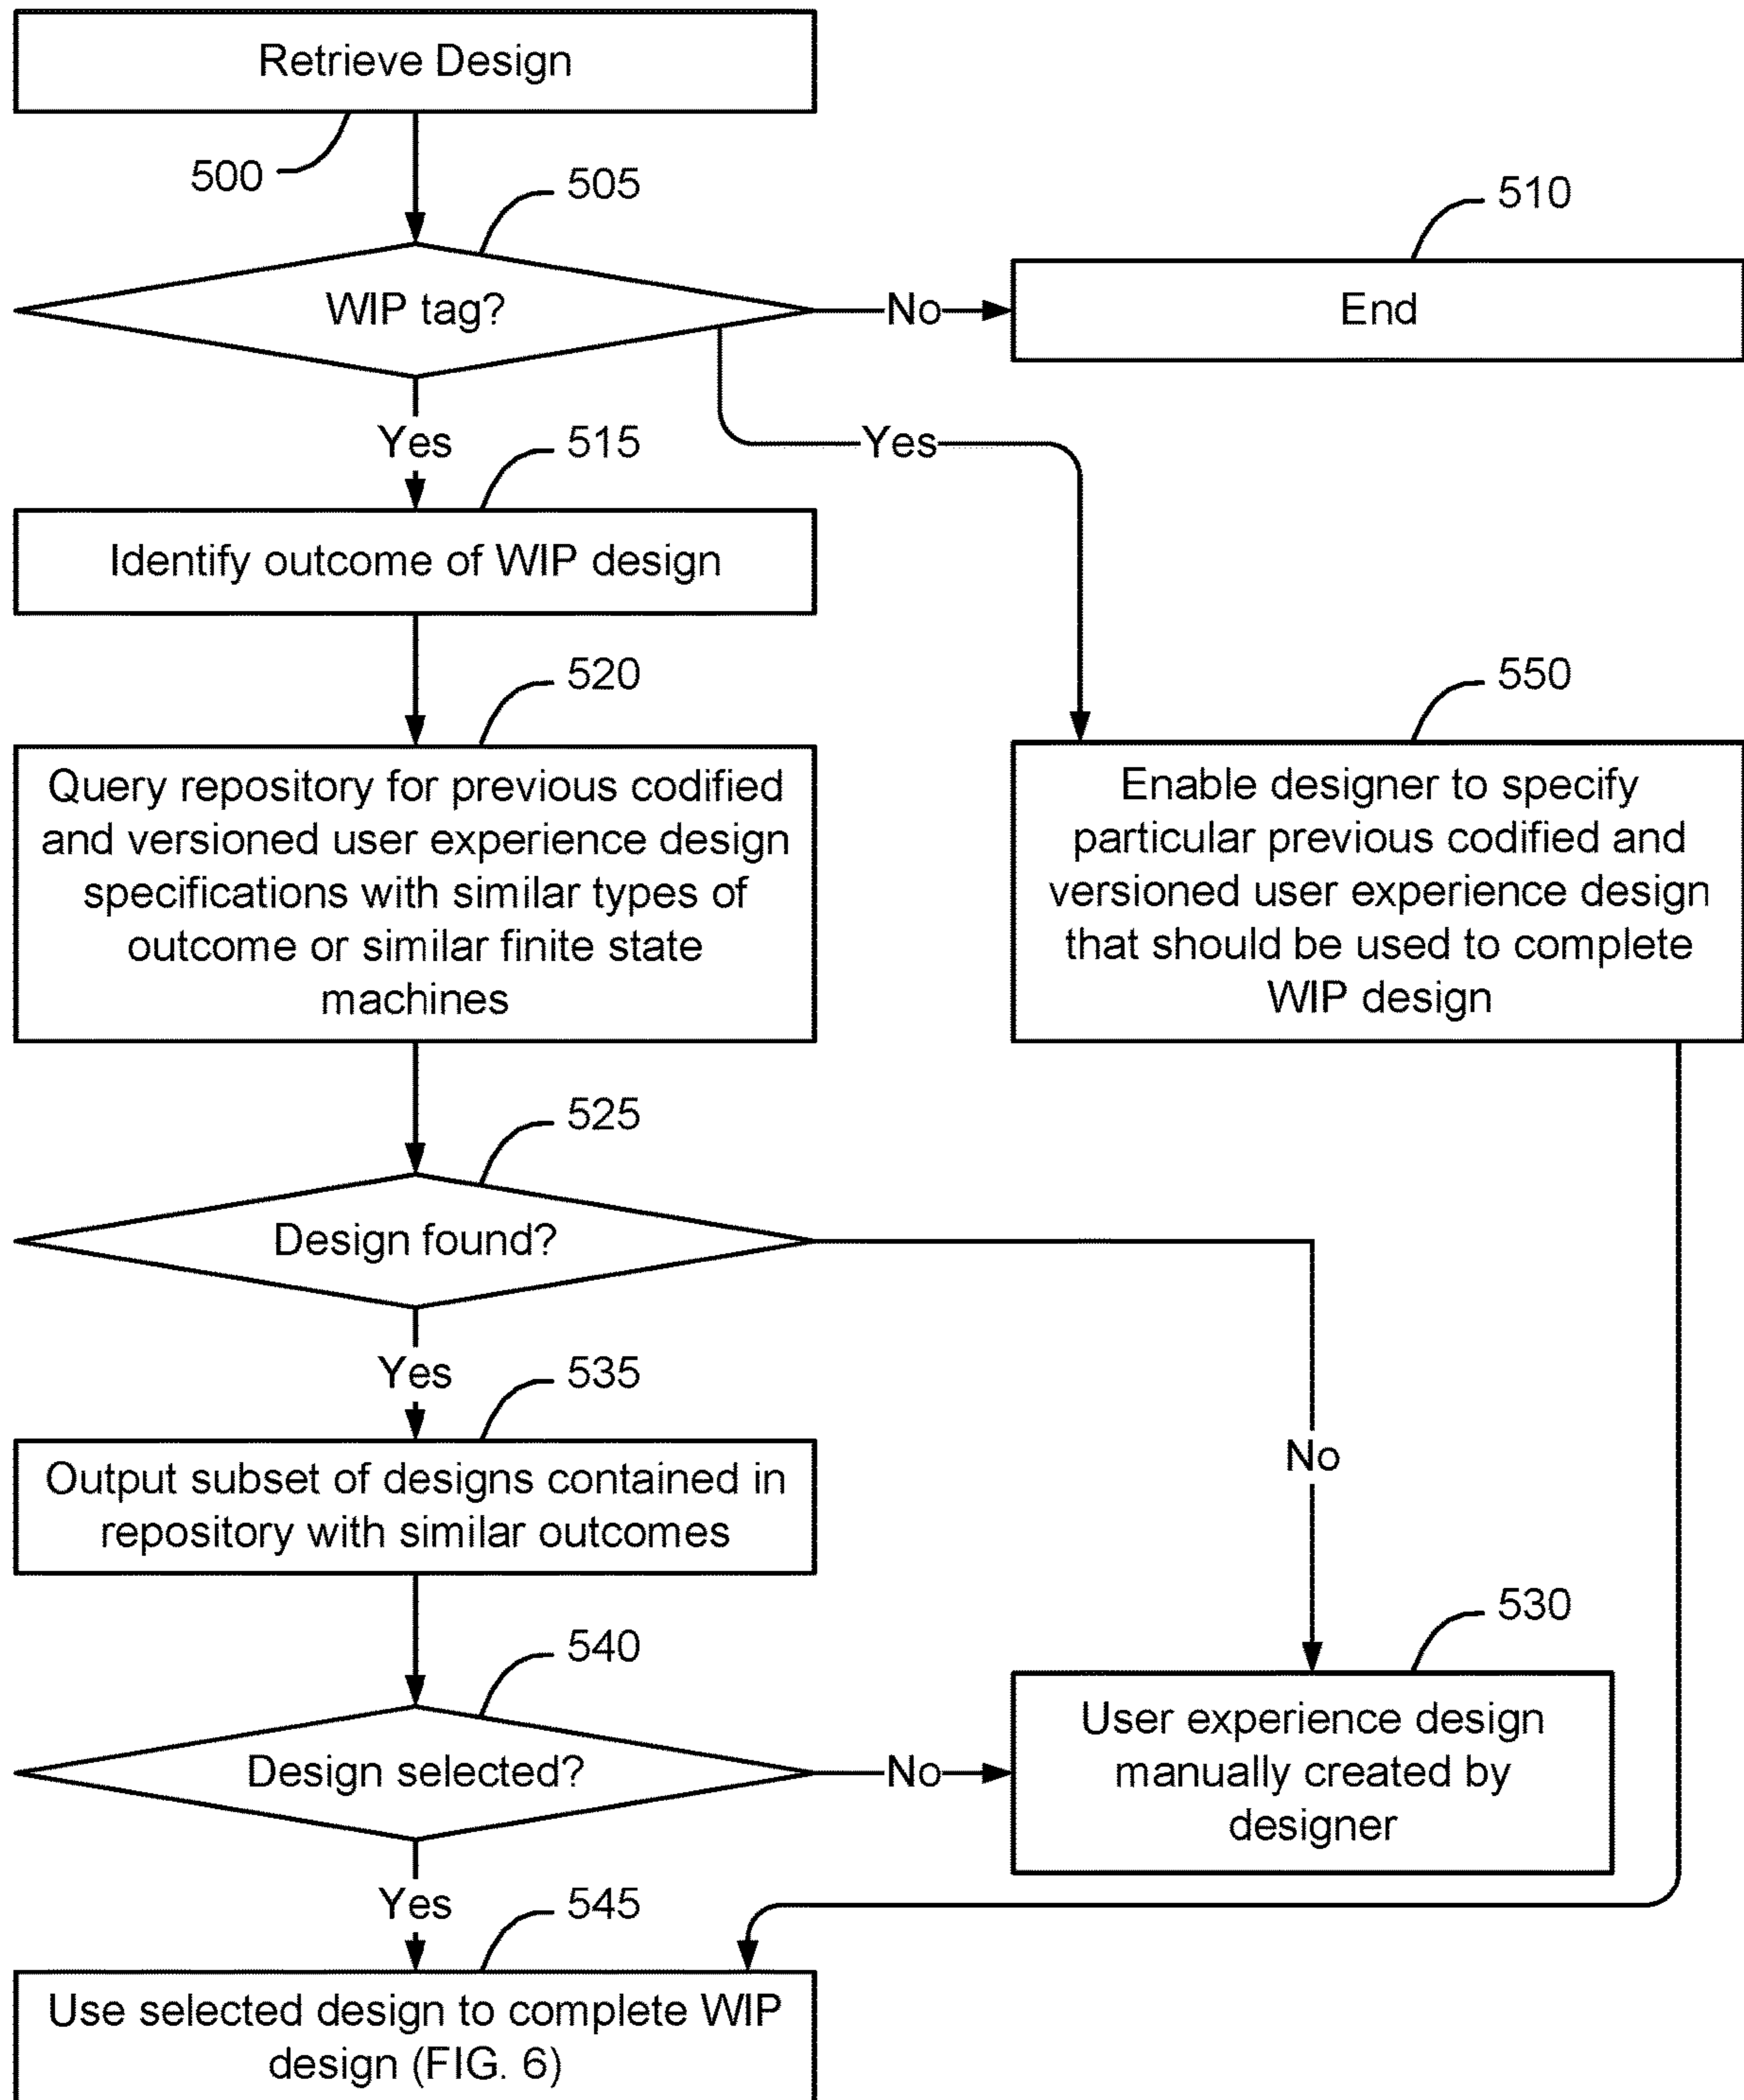 Retrieve Design
500
505
510
WIP tag?
No
End
Yes
515
Yes
Identify outcome of WIP design
520
550
Query repository for previous codified
and versioned user experience design
specifications with similar types of
outcome or similar finite state
machines
Enable designer to specify
particular previous codified and
versioned user experience design
that should be used to complete
WIP design
525
Design found?
Yes
535
No
Output subset of designs contained in
repository with similar outcomes
540
530
Design selected?
No
User experience design
manually created by
designer
Yes
545
Use selected design to complete WIP
design (FIG. 6)